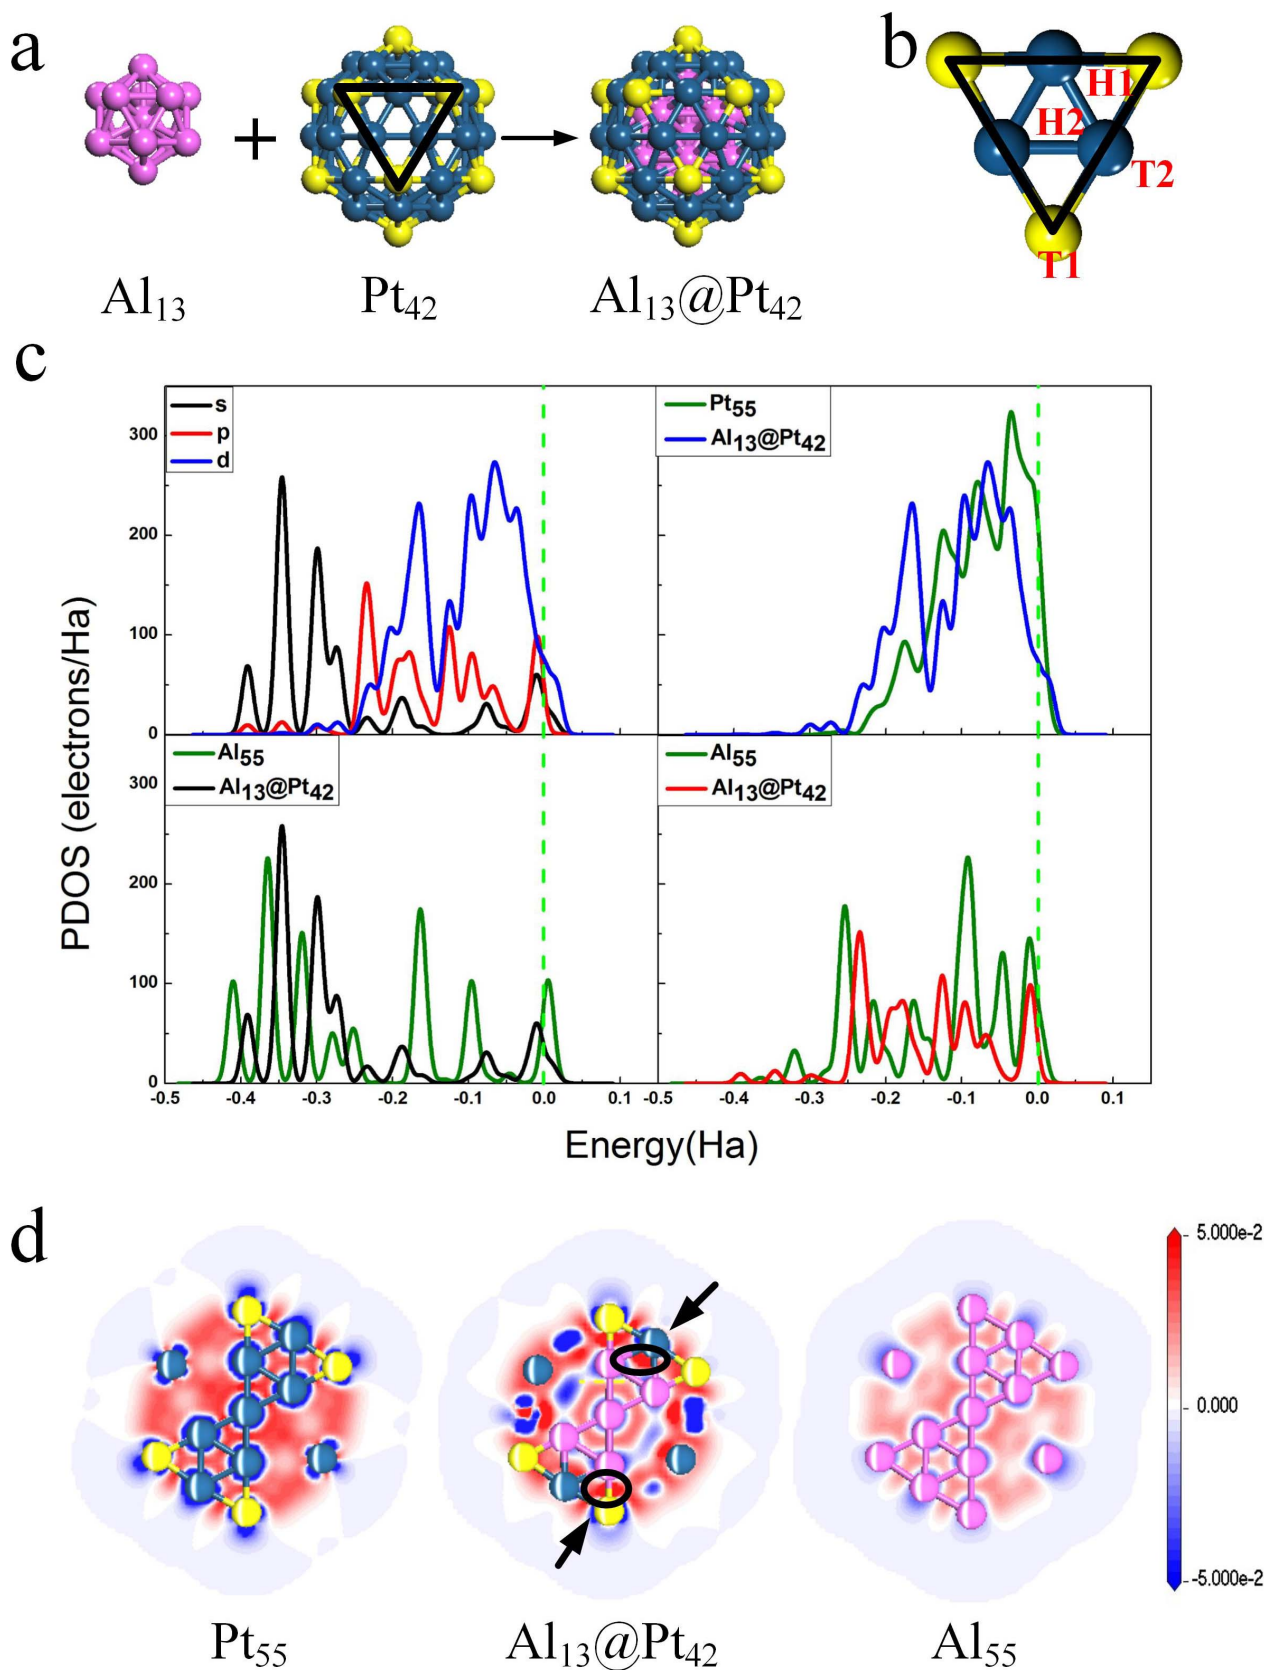 a
b
+
H1
H2
T2
T1
Al13
Pt42
Al13@Pt42
c
s
p
d
Pt55
Al13@Pt42
300
200
100
0
Al55
Al13@Pt42
Al55
Al13@Pt42
300
200
100
0
PDOS (electrons/Ha)
-0.5 -0.4 -0.3 -0.2 -0.1 0.0 0.1 -0.5 -0.4 -0.3 -0.2 -0.1 0.0 0.1
Energy(Ha)
d
5.000e-2
0.000
-5.000e-2
Pt55
Al13@Pt42
Al55